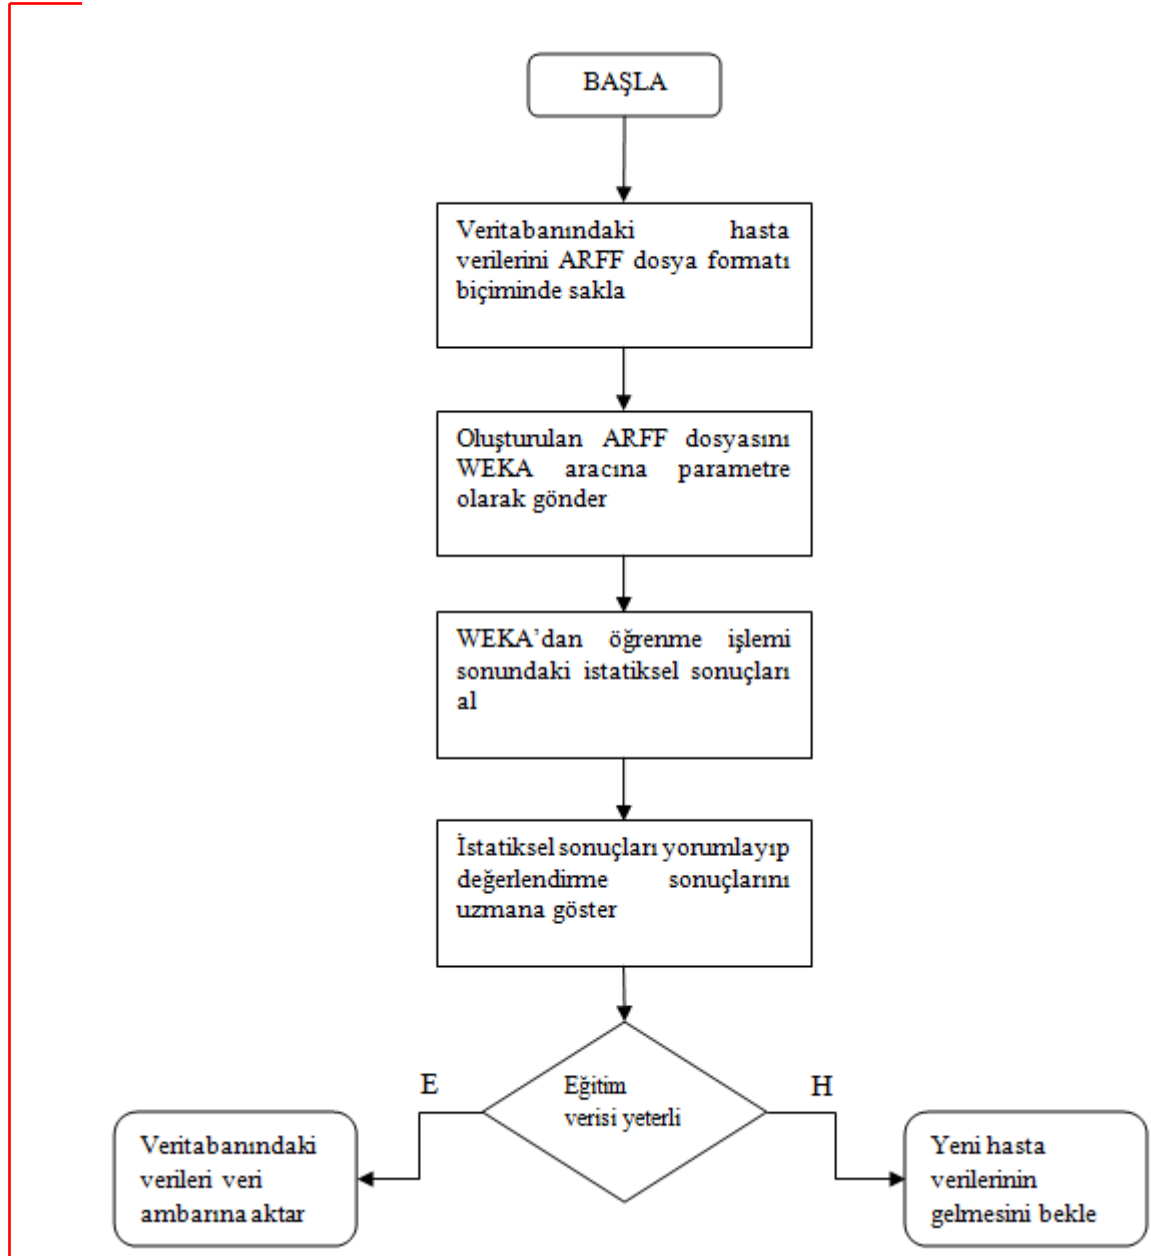 BAŞLA
Veritabanındaki hasta
verilerini ARFF dosya formatı
biçiminde sakla
Oluşturulan ARFF dosyasını
WEKA aracına parametre
olarak gönder
WEKA’dan öğrenme işlemi
sonundaki istatiksel sonuçları
al
İstatiksel sonuçları yorumlayıp
değerlendirme sonuçlarını
uzmana göster
Eğitim
verisi yeterli
E
H
Veritabanındaki
verileri veri
ambarına aktar
Yeni hasta
verilerinin
gelmesini bekle